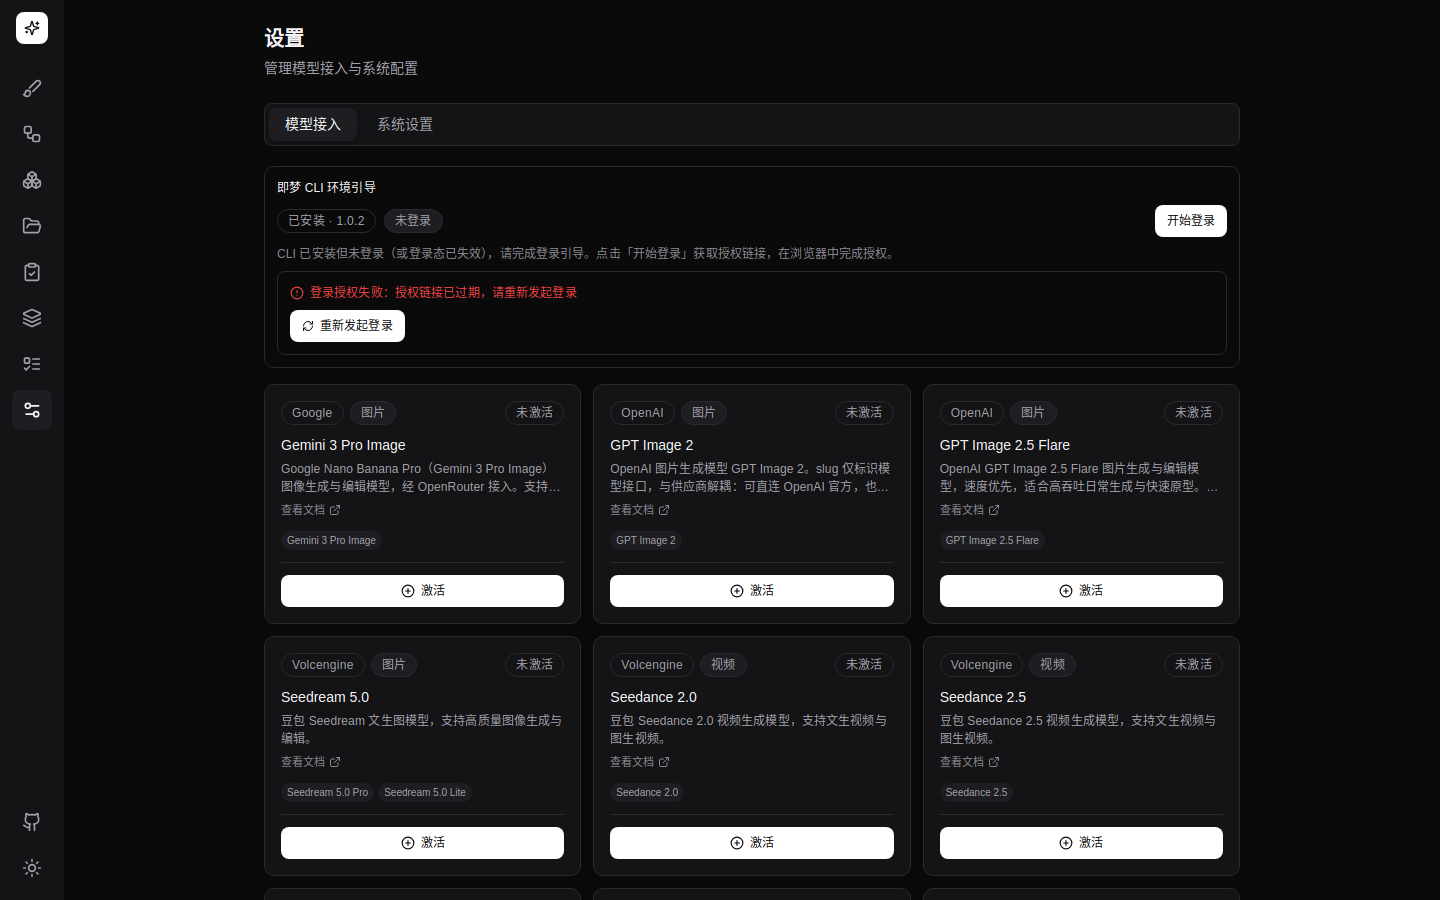 设置
管理模型接入与系统配置
模型接入 系统设置
即梦 CLI 环境引导
已安装 · 1.0.2 未登录 开始登录
CLI 已安装但未登录（或登录态已失效），请完成登录引导。点击「开始登录」获取授权链接，在浏览器中完成授权。
登录授权失败：授权链接已过期，请重新发起登录
重新发起登录
Google 图片 未激活
Gemini 3 Pro Image
Google Nano Banana Pro（Gemini 3 Pro Image）
图像生成与编辑模型，经 OpenRouter 接入。支持…
查看文档
Gemini 3 Pro Image
激活
OpenAI 图片 未激活
GPT Image 2
OpenAI 图片生成模型 GPT Image 2。slug 仅标识模
型接口，与供应商解耦：可直连 OpenAI 官方，也…
查看文档
GPT Image 2
激活
OpenAI 图片 未激活
GPT Image 2.5 Flare
OpenAI GPT Image 2.5 Flare 图片生成与编辑模
型，速度优先，适合高吞吐日常生成与快速原型。…
查看文档
GPT Image 2.5 Flare
激活
Volcengine 图片 未激活
Seedream 5.0
豆包 Seedream 文生图模型，支持高质量图像生成与
编辑。
查看文档
Seedream 5.0 Pro Seedream 5.0 Lite
激活
Volcengine 视频 未激活
Seedance 2.0
豆包 Seedance 2.0 视频生成模型，支持文生视频与
图生视频。
查看文档
Seedance 2.0
激活
Volcengine 视频 未激活
Seedance 2.5
豆包 Seedance 2.5 视频生成模型，支持文生视频与
图生视频。
查看文档
Seedance 2.5
激活